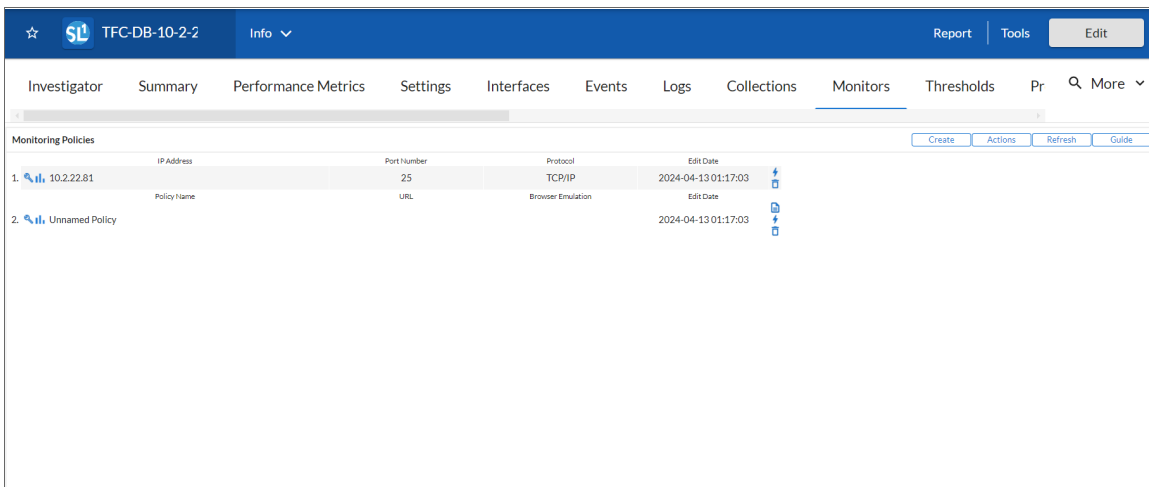 SL1 TFC-DB-10-2-2 Info Report Tools Edit
Investigator Summary Performance Metrics Settings Interfaces Events Logs Collections Monitors Thresholds Pr More
Monitoring Policies Create Actions Refresh Guide
IP Address Port Number Protocol Edit Date
1. 10.2.22.81 25 TCP/IP 2024-04-13 01:17:03
Policy Name URL Browser Emulation Edit Date
2. Unnamed Policy 2024-04-13 01:17:03